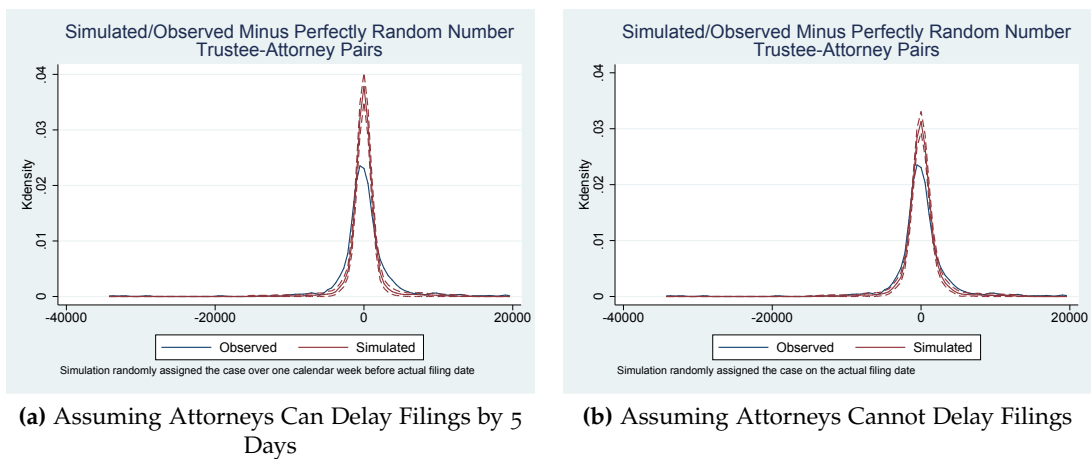 Simulated/Observed Minus Perfectly Random Number
Trustee-Attorney Pairs
Kdensity
.04
.03
.02
.01
0
-40000 -20000 0 20000
Observed Simulated
Simulation randomly assigned the case over one calendar week before actual filing date
(a) Assuming Attorneys Can Delay Filings by 5
Days
Simulated/Observed Minus Perfectly Random Number
Trustee-Attorney Pairs
Kdensity
.04
.03
.02
.01
0
-40000 -20000 0 20000
Observed Simulated
Simulation randomly assigned the case on the actual filing date
(b) Assuming Attorneys Cannot Delay Filings